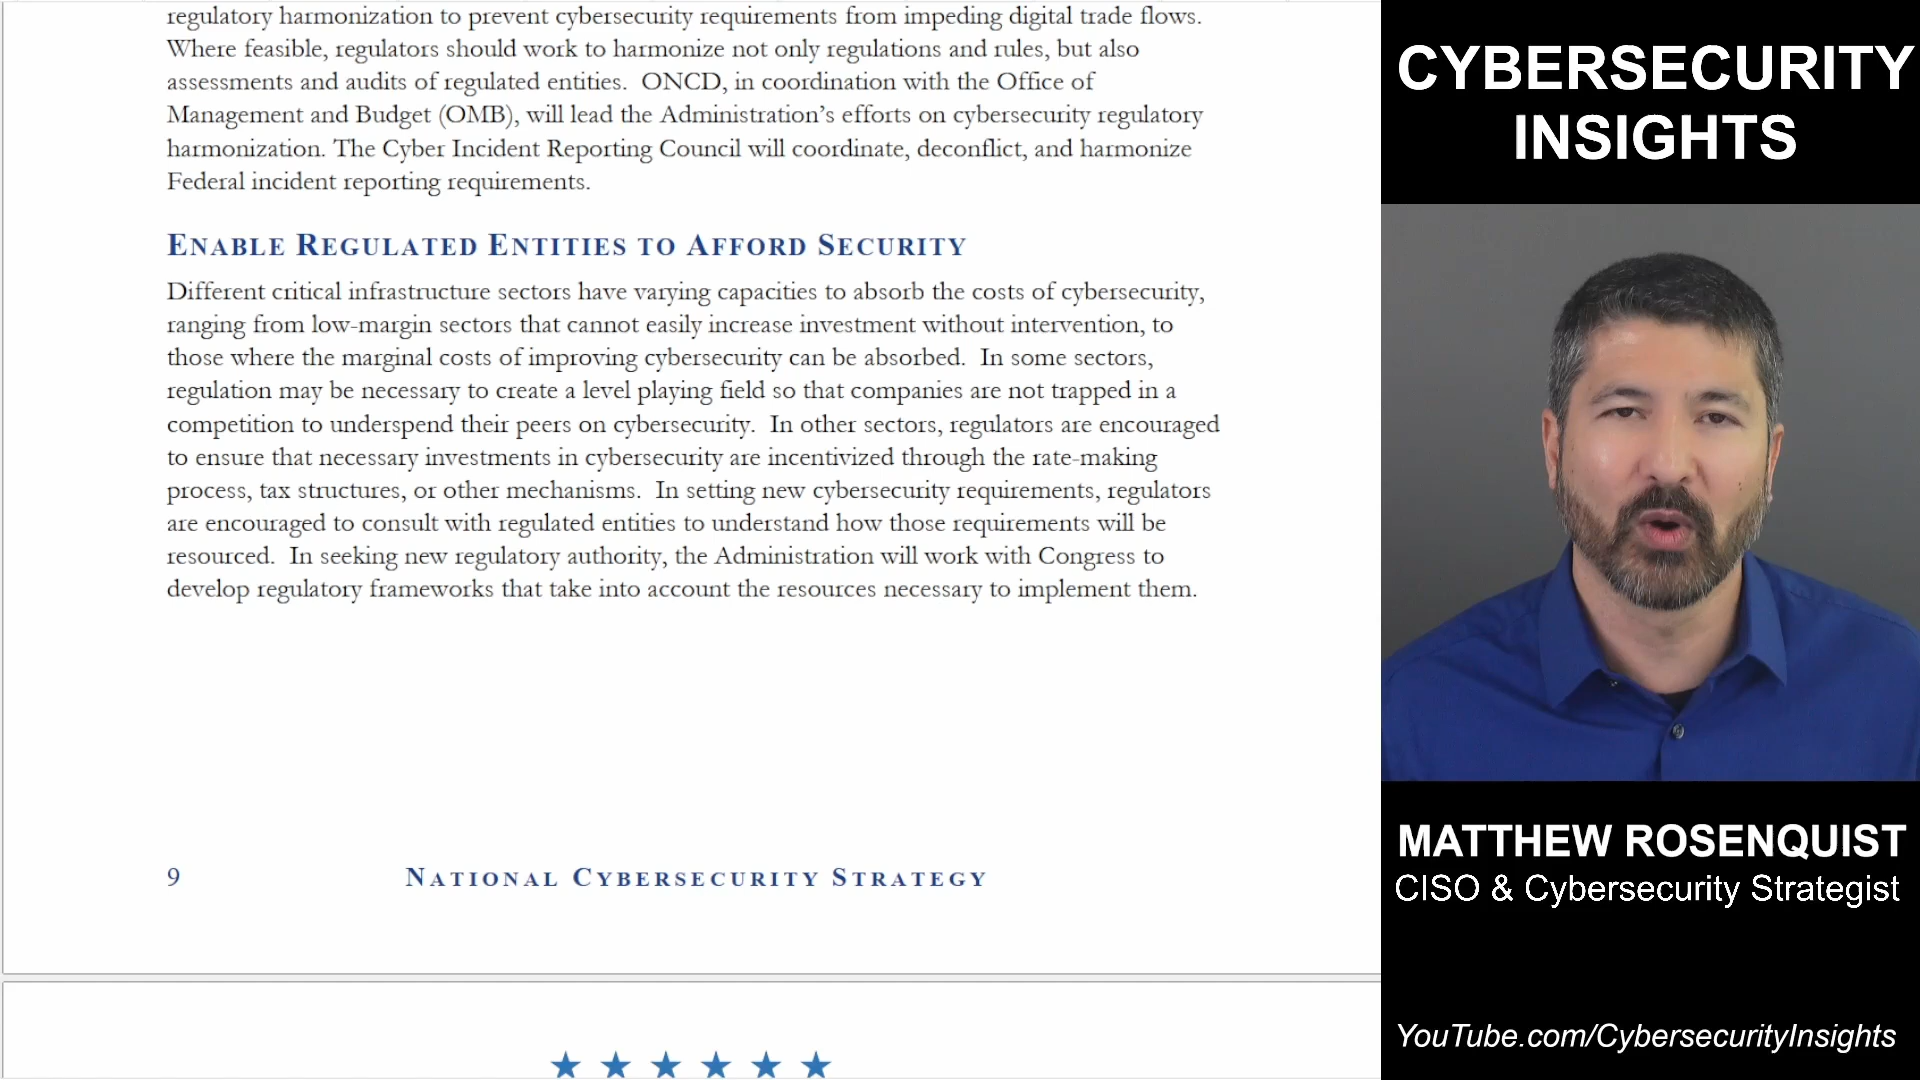 regulatory harmonization to prevent cybersecurity requirements from impeding digital trade flows.
Where feasible, regulators should work to harmonize not only regulations and rules, but also
assessments and audits of regulated entities.  ONCD, in coordination with the Office of
Management and Budget (OMB), will lead the Administration’s efforts on cybersecurity regulatory
harmonization. The Cyber Incident Reporting Council will coordinate, deconflict, and harmonize
Federal incident reporting requirements.
ENABLE REGULATED ENTITIES TO AFFORD SECURITY
Different critical infrastructure sectors have varying capacities to absorb the costs of cybersecurity,
ranging from low-margin sectors that cannot easily increase investment without intervention, to
those where the marginal costs of improving cybersecurity can be absorbed.  In some sectors,
regulation may be necessary to create a level playing field so that companies are not trapped in a
competition to underspend their peers on cybersecurity.  In other sectors, regulators are encouraged
to ensure that necessary investments in cybersecurity are incentivized through the rate-making
process, tax structures, or other mechanisms.  In setting new cybersecurity requirements, regulators
are encouraged to consult with regulated entities to understand how those requirements will be
resourced.  In seeking new regulatory authority, the Administration will work with Congress to
develop regulatory frameworks that take into account the resources necessary to implement them.
9
NATIONAL CYBERSECURITY STRATEGY
CYBERSECURITY
INSIGHTS
MATTHEW ROSENQUIST
CISO & Cybersecurity Strategist
YouTube.com/CybersecurityInsights